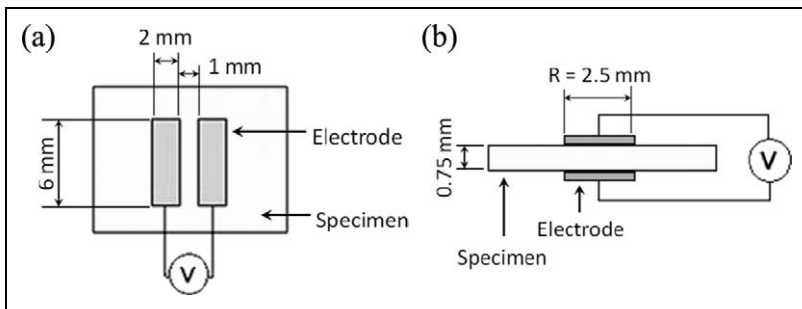 (a)
2 mm
1 mm
6 mm
Electrode
Specimen
V
(b)
R = 2.5 mm
0.75 mm
V
Electrode
Specimen